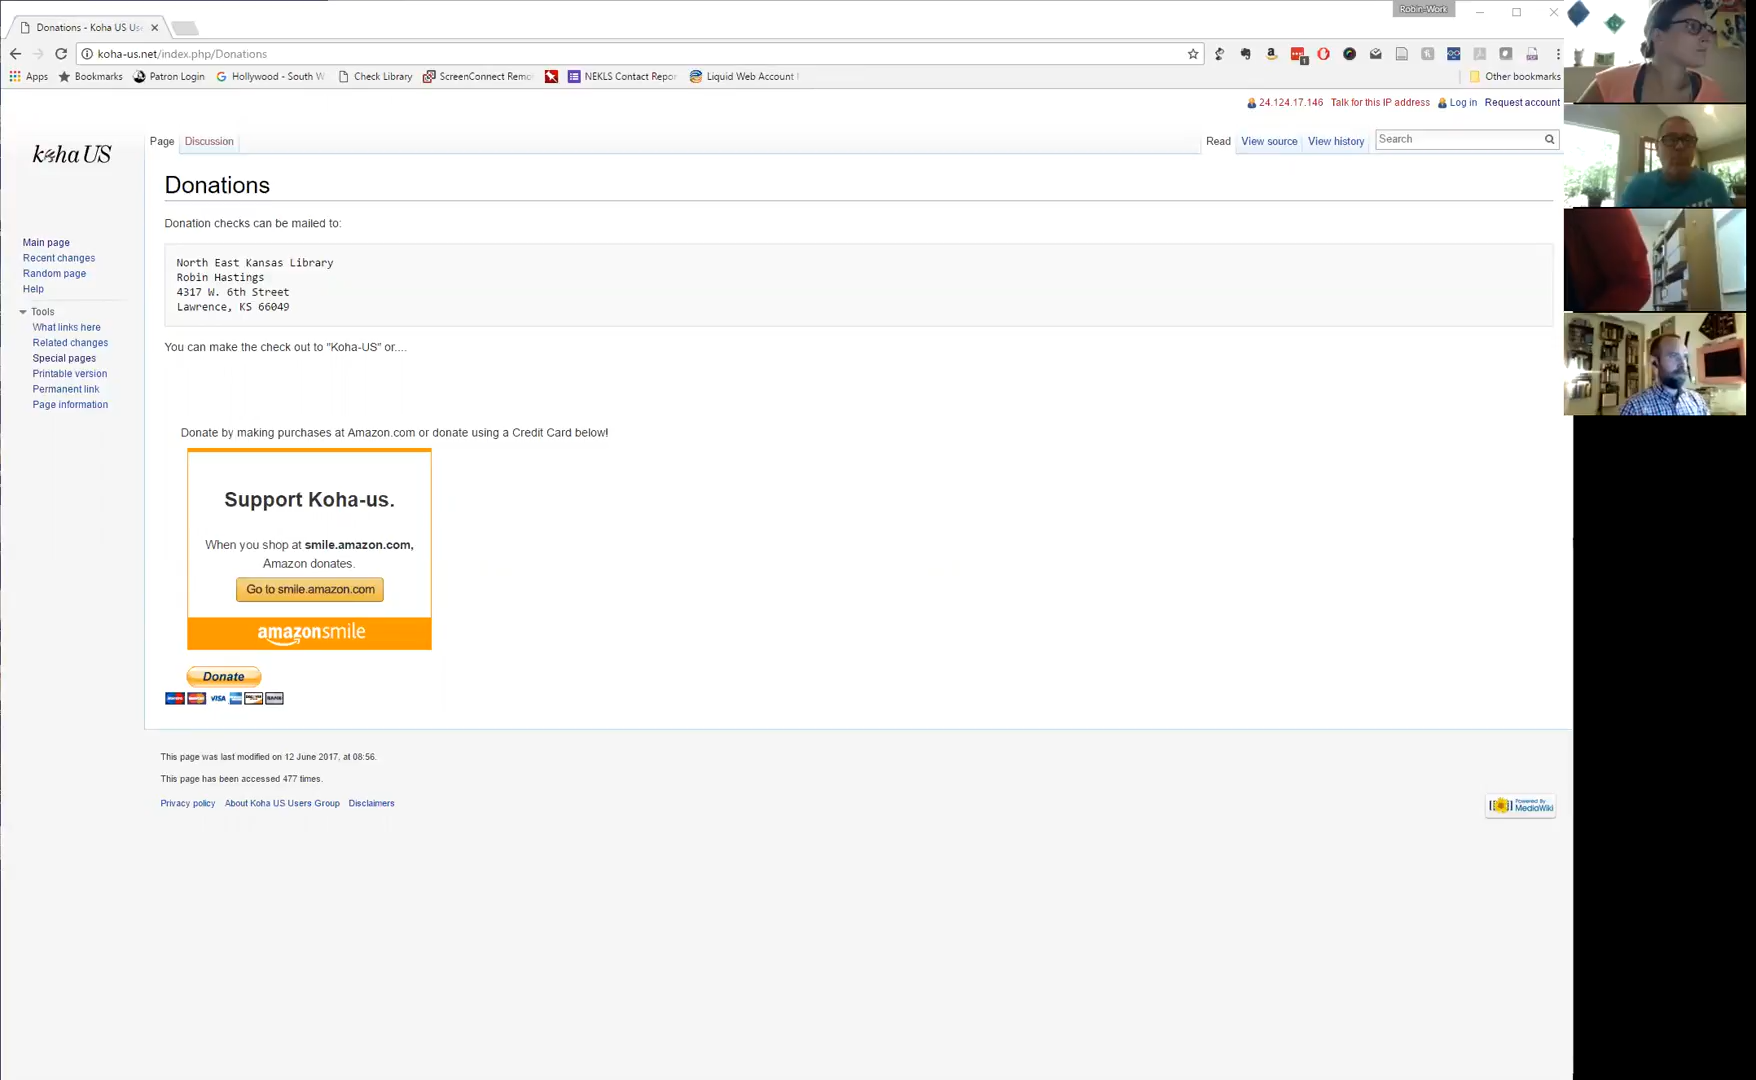 Robin-Work
Donations - Koha US Us
koha-us.net/index.php/Donations
Apps Bookmarks Patron Login Hollywood - South W Check Library ScreenConnect Remo NEKLS Contact Repor Liquid Web Account Other bookmarks
24.124.17.146 Talk for this IP address Log in Request account
koha US
Page Discussion Read View source View history Search
Donations
Donation checks can be mailed to:
North East Kansas Library
Robin Hastings
4317 W. 6th Street
Lawrence, KS 66049
You can make the check out to "Koha-US" or....
Main page
Recent changes
Random page
Help
Tools
What links here
Related changes
Special pages
Printable version
Permanent link
Page information
Donate by making purchases at Amazon.com or donate using a Credit Card below!
Support Koha-us.
When you shop at smile.amazon.com,
Amazon donates.
Go to smile.amazon.com
amazonsmile
Donate
VISA
This page was last modified on 12 June 2017, at 08:56.
This page has been accessed 477 times.
Privacy policy About Koha US Users Group Disclaimers
Powered By
MediaWiki